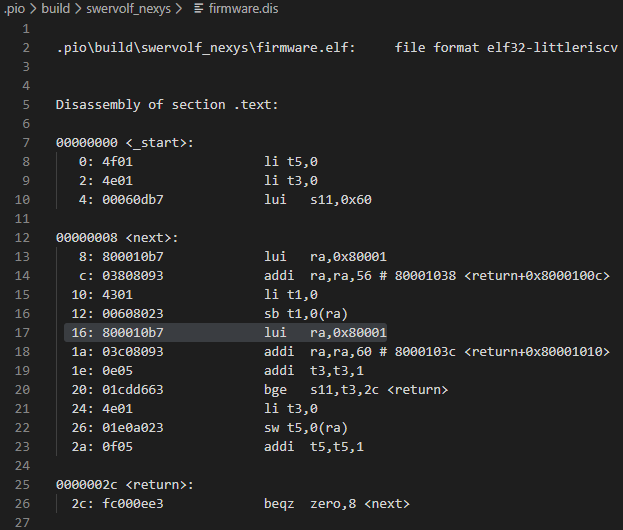 .pio > build > swervolf_nexys > firmware.dis
1
2 .pio\build\swervolf_nexys\firmware.elf:     file format elf32-littleriscv
3
4
5 Disassembly of section .text:
6
7 00000000 <_start>:
8    0: 4f01                  li t5,0
9    2: 4e01                  li t3,0
10    4: 00060db7              lui   s11,0x60
11
12 00000008 <next>:
13    8: 800010b7              lui   ra,0x80001
14    c: 03808093              addi  ra,ra,56 # 80001038 <return+0x8000100c>
15   10: 4301                  li t1,0
16   12: 00608023              sb t1,0(ra)
17   16: 800010b7              lui   ra,0x80001
18   1a: 03c08093              addi  ra,ra,60 # 8000103c <return+0x80001010>
19   1e: 0e05                  addi  t3,t3,1
20   20: 01cdd663              bge   s11,t3,2c <return>
21   24: 4e01                  li t3,0
22   26: 01e0a023              sw t5,0(ra)
23   2a: 0f05                  addi  t5,t5,1
24
25 0000002c <return>:
26   2c: fc000ee3              beqz  zero,8 <next>
27